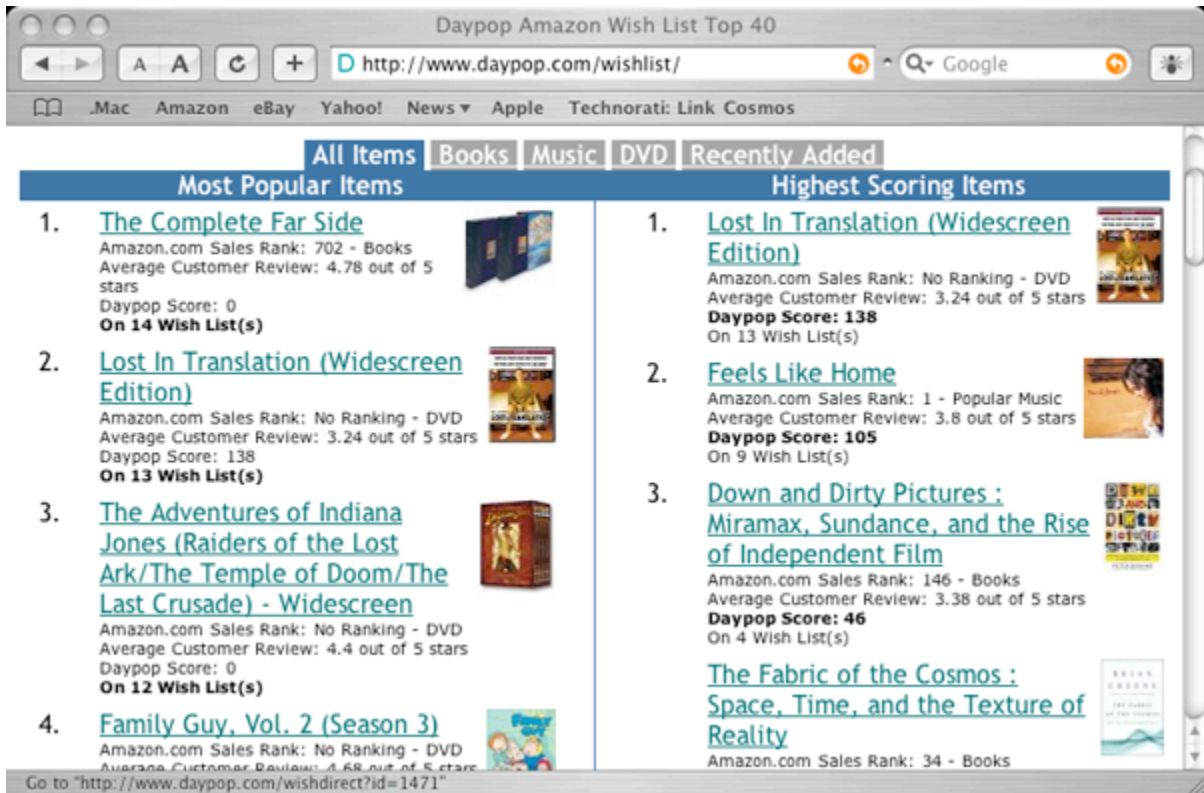 Daypop Amazon Wish List Top 40
A A
http://www.daypop.com/wishlist/
Google
.Mac Amazon eBay Yahoo! News Apple Technorati: Link Cosmos
All Items Books Music DVD Recently Added
Most Popular Items
1. The Complete Far Side
Amazon.com Sales Rank: 702 - Books
Average Customer Review: 4.78 out of 5
stars
Daypop Score: 0
On 14 Wish List(s)
2. Lost In Translation (Widescreen
Edition)
Amazon.com Sales Rank: No Ranking - DVD
Average Customer Review: 3.24 out of 5 stars
Daypop Score: 138
On 13 Wish List(s)
3. The Adventures of Indiana
Jones (Raiders of the Lost
Ark/The Temple of Doom/The
Last Crusade) - Widescreen
Amazon.com Sales Rank: No Ranking - DVD
Average Customer Review: 4.4 out of 5 stars
Daypop Score: 0
On 12 Wish List(s)
4. Family Guy, Vol. 2 (Season 3)
Amazon.com Sales Rank: No Ranking - DVD
Average Customer Review: 4.68 out of 5 stars
Highest Scoring Items
1. Lost In Translation (Widescreen
Edition)
Amazon.com Sales Rank: No Ranking - DVD
Average Customer Review: 3.24 out of 5 stars
Daypop Score: 138
On 13 Wish List(s)
2. Feels Like Home
Amazon.com Sales Rank: 1 - Popular Music
Average Customer Review: 3.8 out of 5 stars
Daypop Score: 105
On 9 Wish List(s)
3. Down and Dirty Pictures :
Miramax, Sundance, and the Rise
of Independent Film
Amazon.com Sales Rank: 146 - Books
Average Customer Review: 3.38 out of 5 stars
Daypop Score: 46
On 4 Wish List(s)
The Fabric of the Cosmos :
Space, Time, and the Texture of
Reality
Amazon.com Sales Rank: 34 - Books
BRIAN
GREENE
Go to "http://www.daypop.com/wishdirect?id=1471"